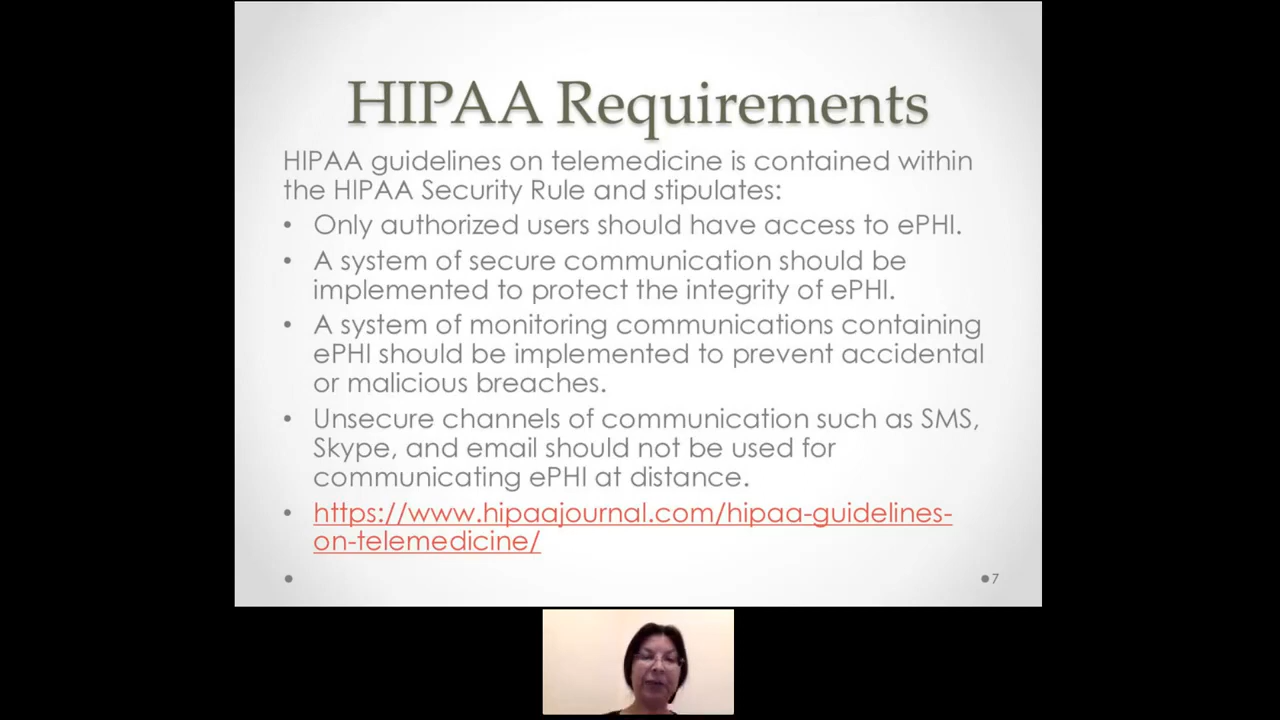 HIPAA Requirements
HIPAA guidelines on telemedicine is contained within
the HIPAA Security Rule and stipulates:
• Only authorized users should have access to ePHI.
• A system of secure communication should be
implemented to protect the integrity of ePHI.
• A system of monitoring communications containing
ePHI should be implemented to prevent accidental
or malicious breaches.
• Unsecure channels of communication such as SMS,
Skype, and email should not be used for
communicating ePHI at distance.
• https://www.hipaajournal.com/hipaa-guidelines-
on-telemedicine/
7